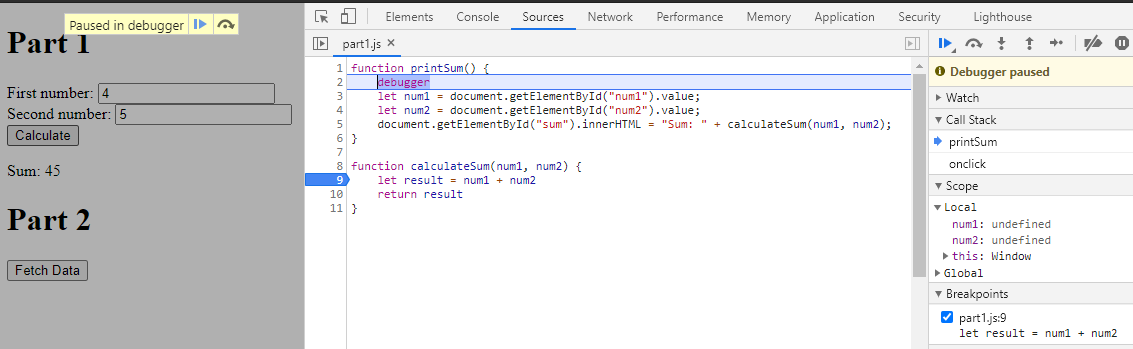 Paused in debugger
Part 1
First number: 4
Second number: 5
Calculate
Sum: 45
Part 2
Fetch Data
Elements Console Sources Network Performance Memory Application Security Lighthouse
part1.js ×
1 function printSum() {
2 debugger
3 let num1 = document.getElementById("num1").value;
4 let num2 = document.getElementById("num2").value;
5 document.getElementById("sum").innerHTML = "Sum: " + calculateSum(num1, num2);
6 }
7
8 function calculateSum(num1, num2) {
9 let result = num1 + num2
10 return result
11 }
Debugger paused
Watch
Call Stack
printSum
onclick
Scope
Local
num1: undefined
num2: undefined
this: Window
Global
Breakpoints
part1.js:9
let result = num1 + num2